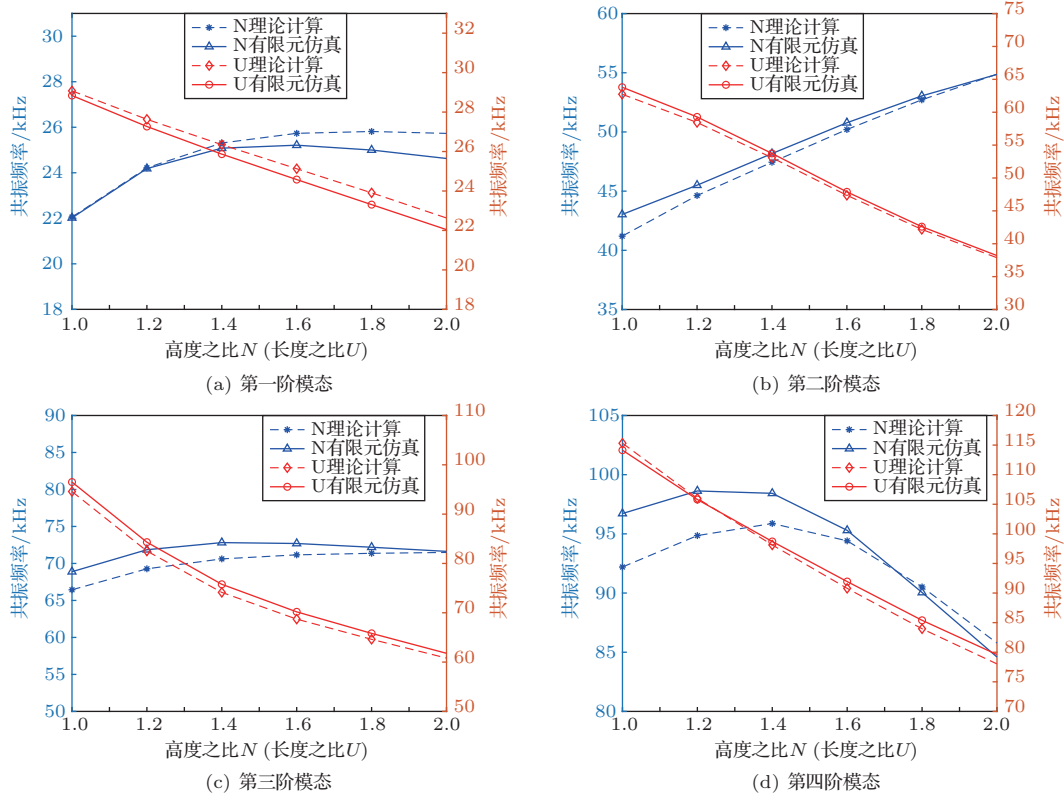 N理论计算
N有限元仿真
U理论计算
U有限元仿真
共振频率/kHz
30
28
26
24
22
20
18
共振频率/kHz
32
30
28
26
24
22
20
18
1.0 1.2 1.4 1.6 1.8 2.0
高度之比N (长度之比U)
(a) 第一阶模态
N理论计算
N有限元仿真
U理论计算
U有限元仿真
共振频率/kHz
60
55
50
45
40
35
共振频率/kHz
75
70
65
60
55
50
45
40
35
30
1.0 1.2 1.4 1.6 1.8 2.0
高度之比N (长度之比U)
(b) 第二阶模态
N理论计算
N有限元仿真
U理论计算
U有限元仿真
共振频率/kHz
90
85
80
75
70
65
60
55
50
共振频率/kHz
110
100
90
80
70
60
50
1.0 1.2 1.4 1.6 1.8 2.0
高度之比N (长度之比U)
(c) 第三阶模态
N理论计算
N有限元仿真
U理论计算
U有限元仿真
共振频率/kHz
105
100
95
90
85
80
共振频率/kHz
120
115
110
105
100
95
90
85
80
75
70
1.0 1.2 1.4 1.6 1.8 2.0
高度之比N (长度之比U)
(d) 第四阶模态